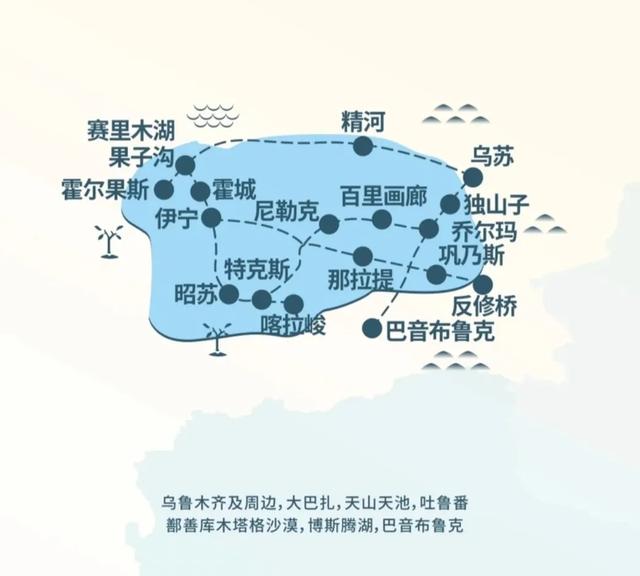 精河
赛里木湖
果子沟
乌苏
霍尔果斯
霍城
百里画廊
独山子
尼勒克
伊宁
乔尔玛
巩乃斯
特克斯
那拉提
昭苏
反修桥
喀拉峻
巴音布鲁克
乌鲁木齐及周边,大巴扎,天山天池,吐鲁番
鄯善库木塔格沙漠,博斯腾湖,巴音布鲁克